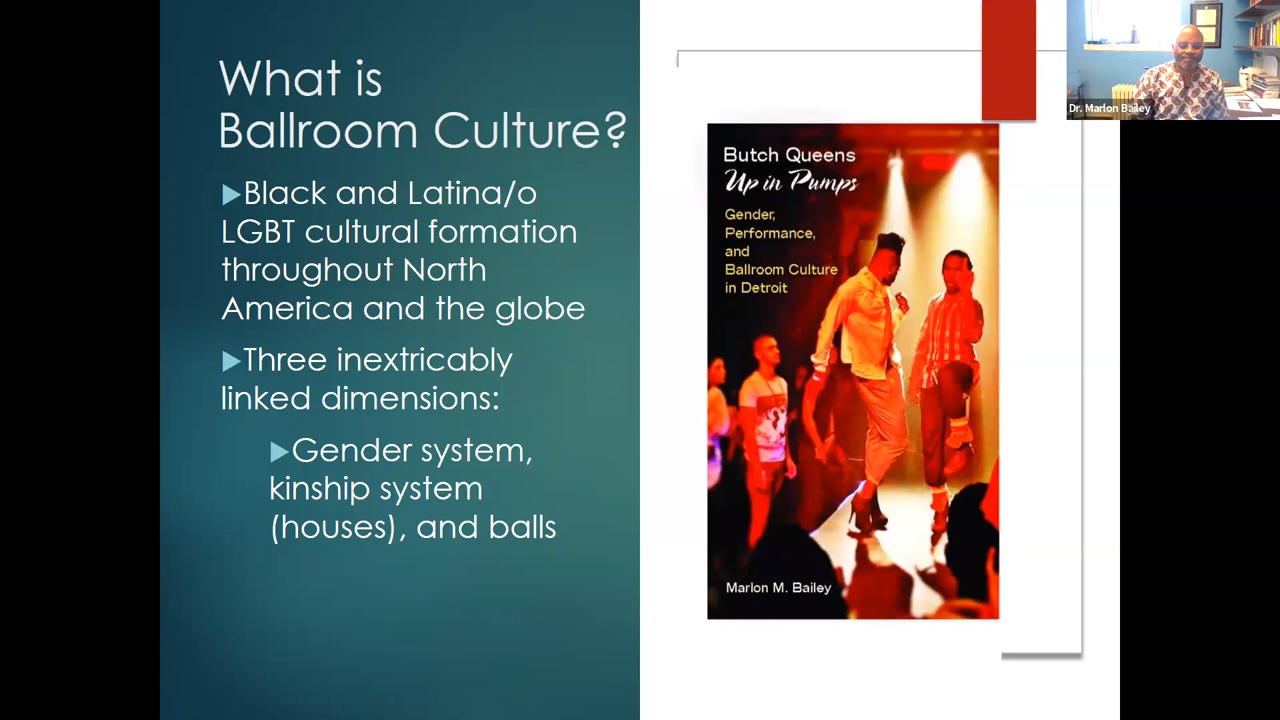 What is
Ballroom Culture?
Black and Latina/o
LGBT cultural formation
throughout North
America and the globe
Three inextricably
linked dimensions:
Gender system,
kinship system
(houses), and balls
Butch Queens
Up in Pumps
Gender,
Performance,
and
Ballroom Culture
in Detroit
Marlon M. Bailey
Dr. Marlon Bailey